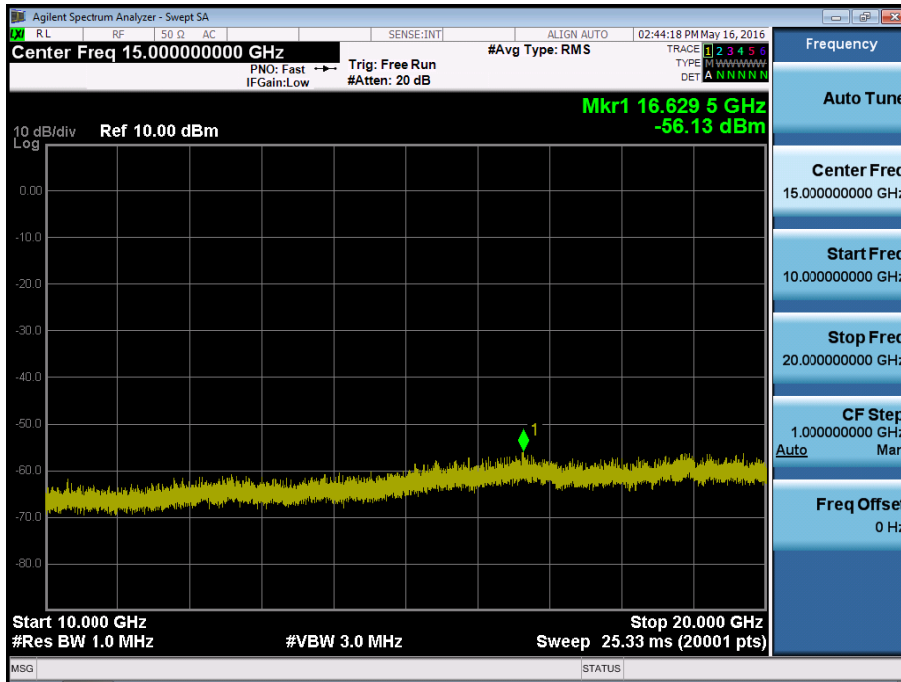 Agilent Spectrum Analyzer - Swept SA
LXI RL RF 50 Ω AC SENSE:INT ALIGN AUTO 02:44:18 PM May 16, 2016
Center Freq 15.000000000 GHz #Avg Type: RMS TRACE 1 2 3 4 5 6
PNO: Fast Trig: Free Run TYPE M WWWWW
IFGain:Low #Atten: 20 dB DET A N N N N N
Frequency
Mkr1 16.629 5 GHz
10 dB/div Ref 10.00 dBm -56.13 dBm
Log
0.00
-10.0
-20.0
-30.0
-40.0
-50.0
1
-60.0
-70.0
-80.0
Start 10.000 GHz Stop 20.000 GHz
#Res BW 1.0 MHz #VBW 3.0 MHz Sweep 25.33 ms (20001 pts)
MSG STATUS
Auto Tune
Center Freq
15.000000000 GHz
Start Freq
10.000000000 GHz
Stop Freq
20.000000000 GHz
CF Step
1.000000000 GHz
Auto Man
Freq Offset
0 Hz